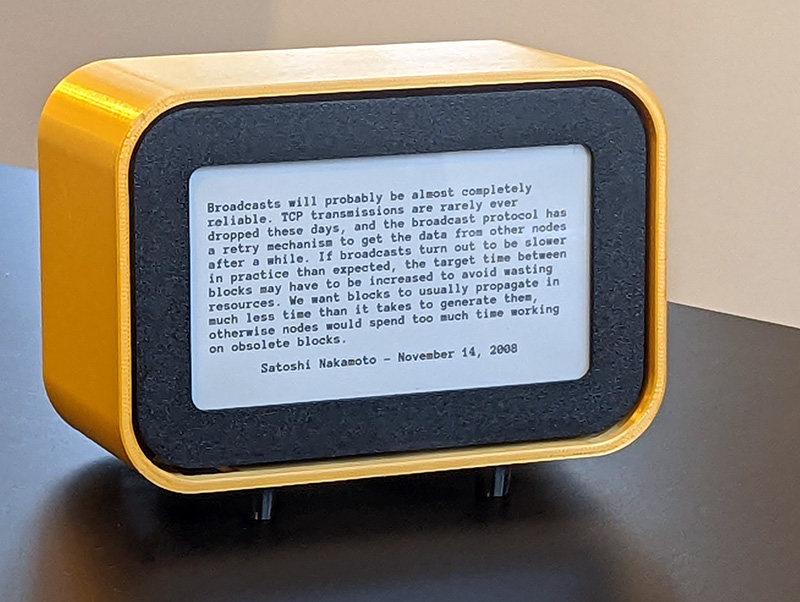 Broadcasts will probably be almost completely
reliable. TCP transmissions are rarely ever
dropped these days, and the broadcast protocol has
a retry mechanism to get the data from other nodes
after a while. If broadcasts turn out to be slower
in practice than expected, the target time between
blocks may have to be increased to avoid wasting
resources. We want blocks to usually propagate in
much less time than it takes to generate them,
otherwise nodes would spend too much time working
on obsolete blocks.
Satoshi Nakamoto - November 14, 2008